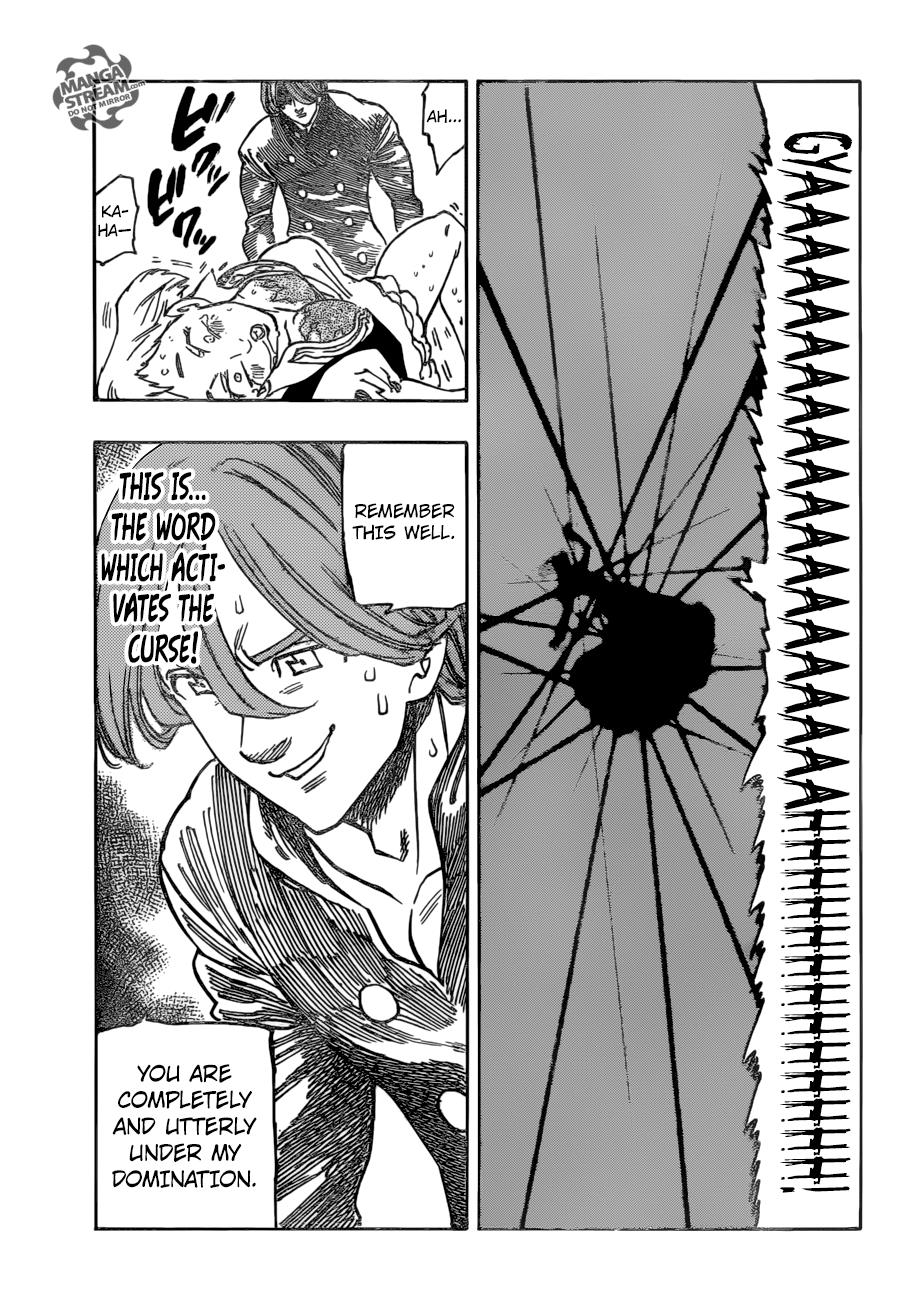 MANGA
STREAM.com
DO NOT MIRROR
GYAAAAAAAAAAAAAAAAAAHHHHHHHHHHHHH!
AH...
ビクッ
ビクッ
KA-
HA—
REMEMBER
THIS WELL.
THIS IS...
THE WORD
WHICH ACTI-
VATES THE
CURSE!
YOU ARE
COMPLETELY
AND UTTERLY
UNDER MY
DOMINATION.